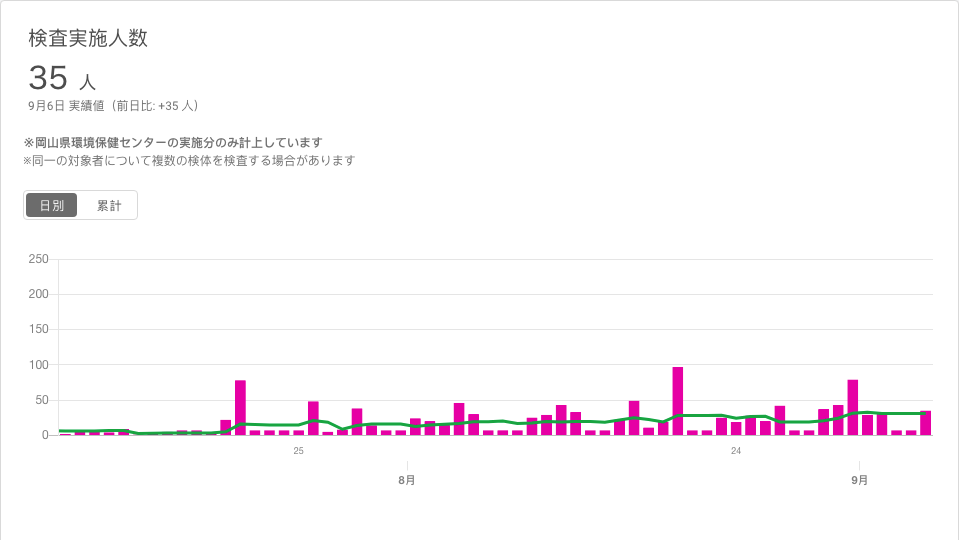 検査実施人数
35 人
9月6日 実績値（前日比: +35 人）
※岡山県環境保健センターの実施分のみ計上しています
※同一の対象者について複数の検体を検査する場合があります
日別 累計
250
200
150
100
50
0
25 24
8月 9月